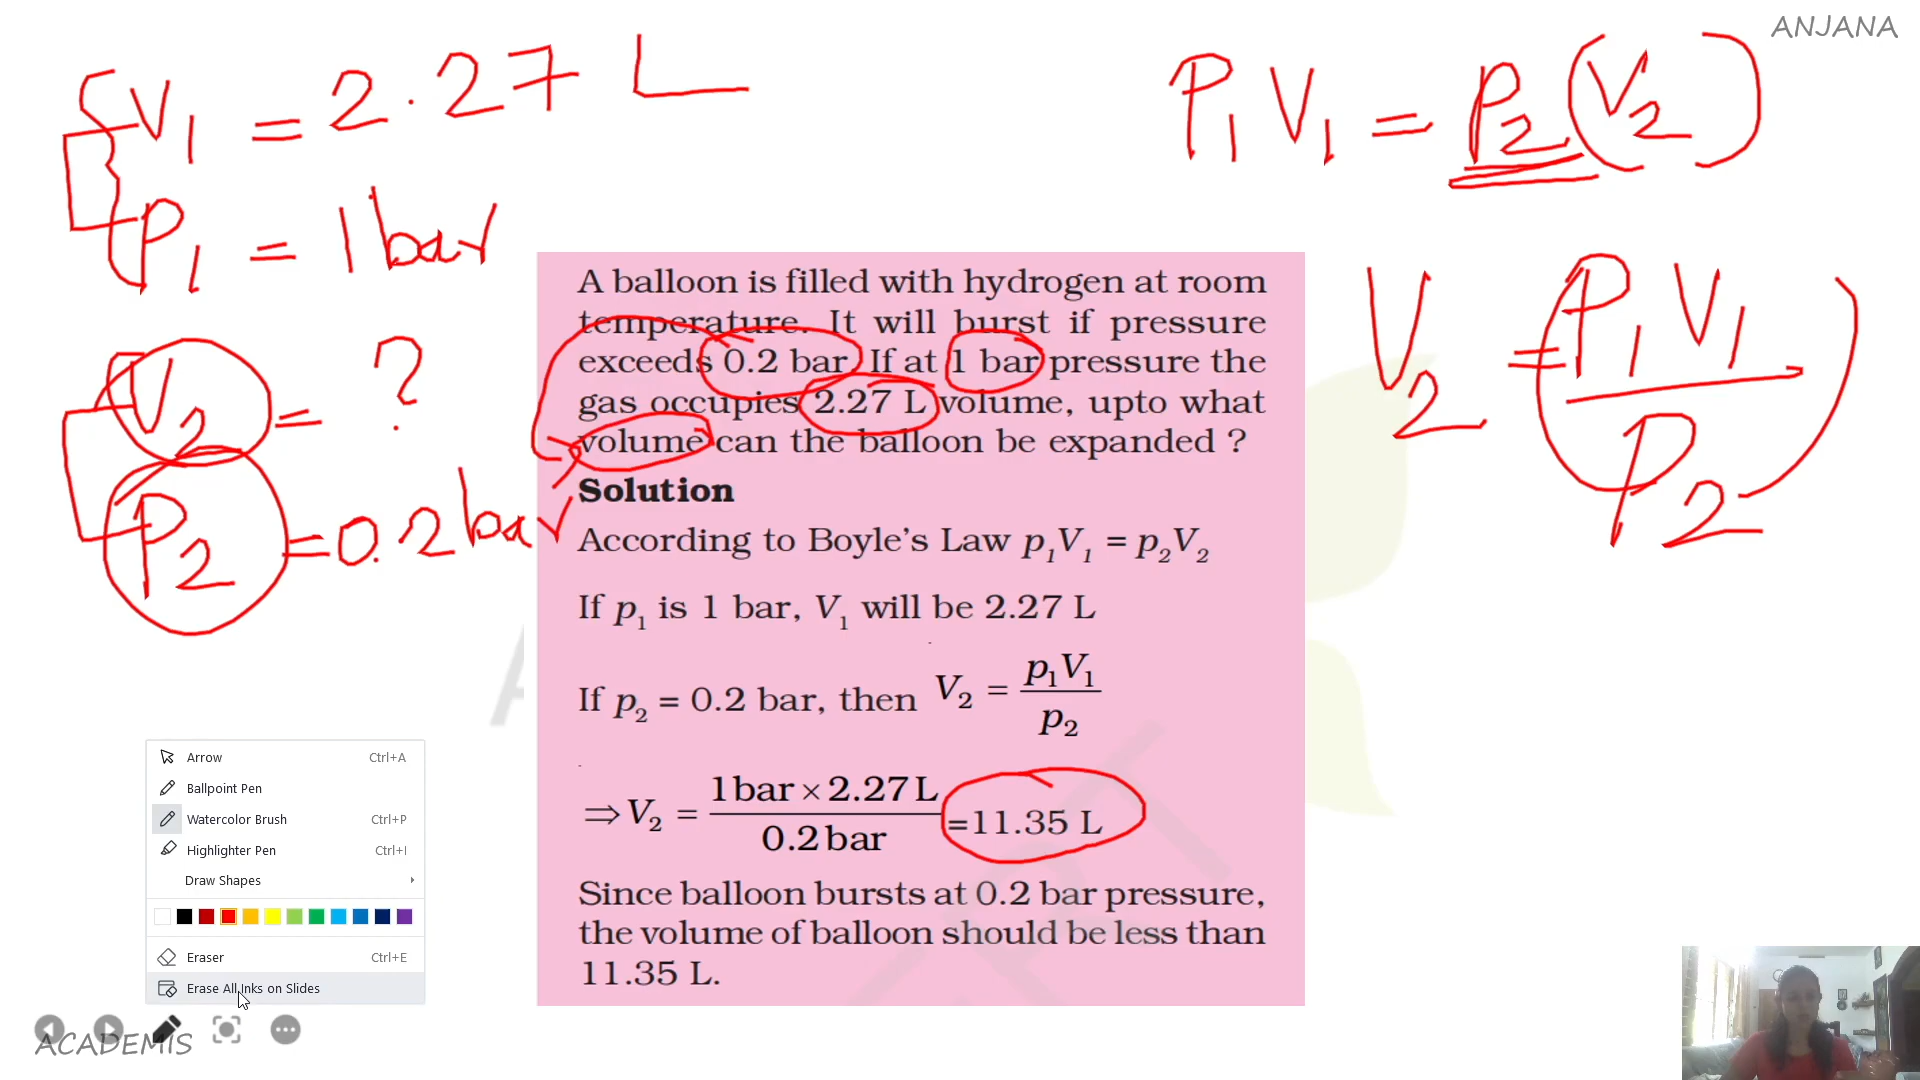 ANJANA
V1 = 2.27 L
P1 V1 = P2 (V2)
P1 = 1 bar
V2 = ?
P2 = 0.2 bar
V2 = P1 V1
P2
A balloon is filled with hydrogen at room
temperature. It will burst if pressure
exceeds 0.2 bar. If at 1 bar pressure the
gas occupies 2.27 L volume, upto what
volume can the balloon be expanded ?
Solution
According to Boyle's Law p₁V₁ = p₂V₂
If p₁ is 1 bar, V₁ will be 2.27 L
If p₂ = 0.2 bar, then V₂ = p₁V₁
p₂
⇒V₂ = 1bar × 2.27 L =11.35 L
0.2 bar
Since balloon bursts at 0.2 bar pressure,
the volume of balloon should be less than
11.35 L.
Arrow Ctrl+A
Ballpoint Pen
Watercolor Brush Ctrl+P
Highlighter Pen Ctrl+I
Draw Shapes
Eraser Ctrl+E
Erase All Inks on Slides
ACADEMIS